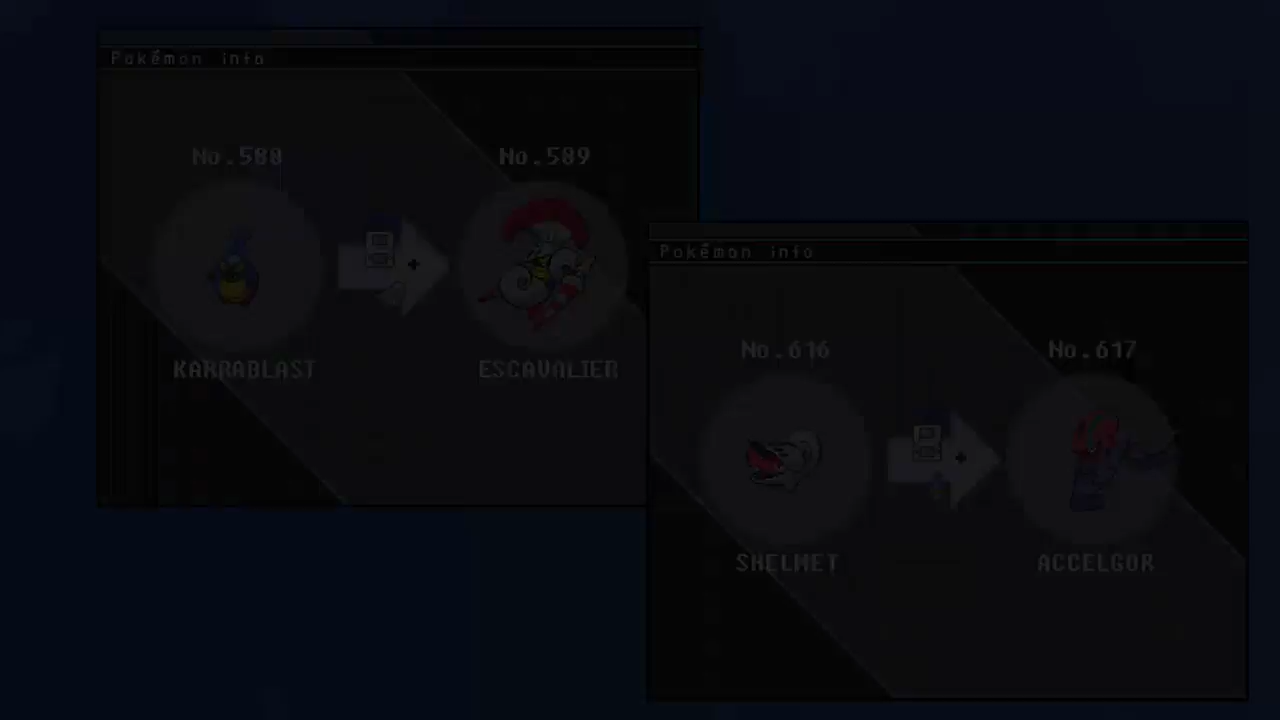 Pokémon info
No.588
No.589
KARRABLAST
ESCAVALIER
Pokémon info
No.616
No.617
SHELMET
ACCELGOR